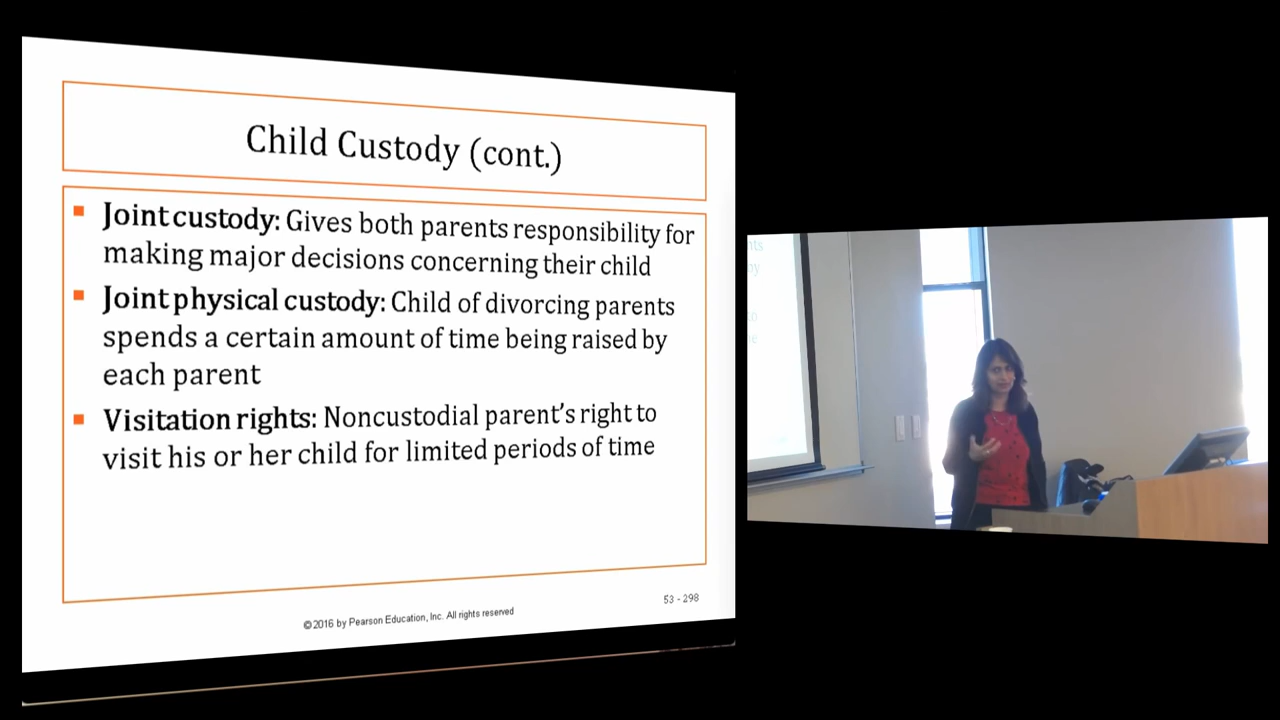 Child Custody (cont.)
Joint custody: Gives both parents responsibility for
making major decisions concerning their child
Joint physical custody: Child of divorcing parents
spends a certain amount of time being raised by
each parent
Visitation rights: Noncustodial parent's right to
visit his or her child for limited periods of time
53 - 298
©2016 by Pearson Education, Inc. All rights reserved